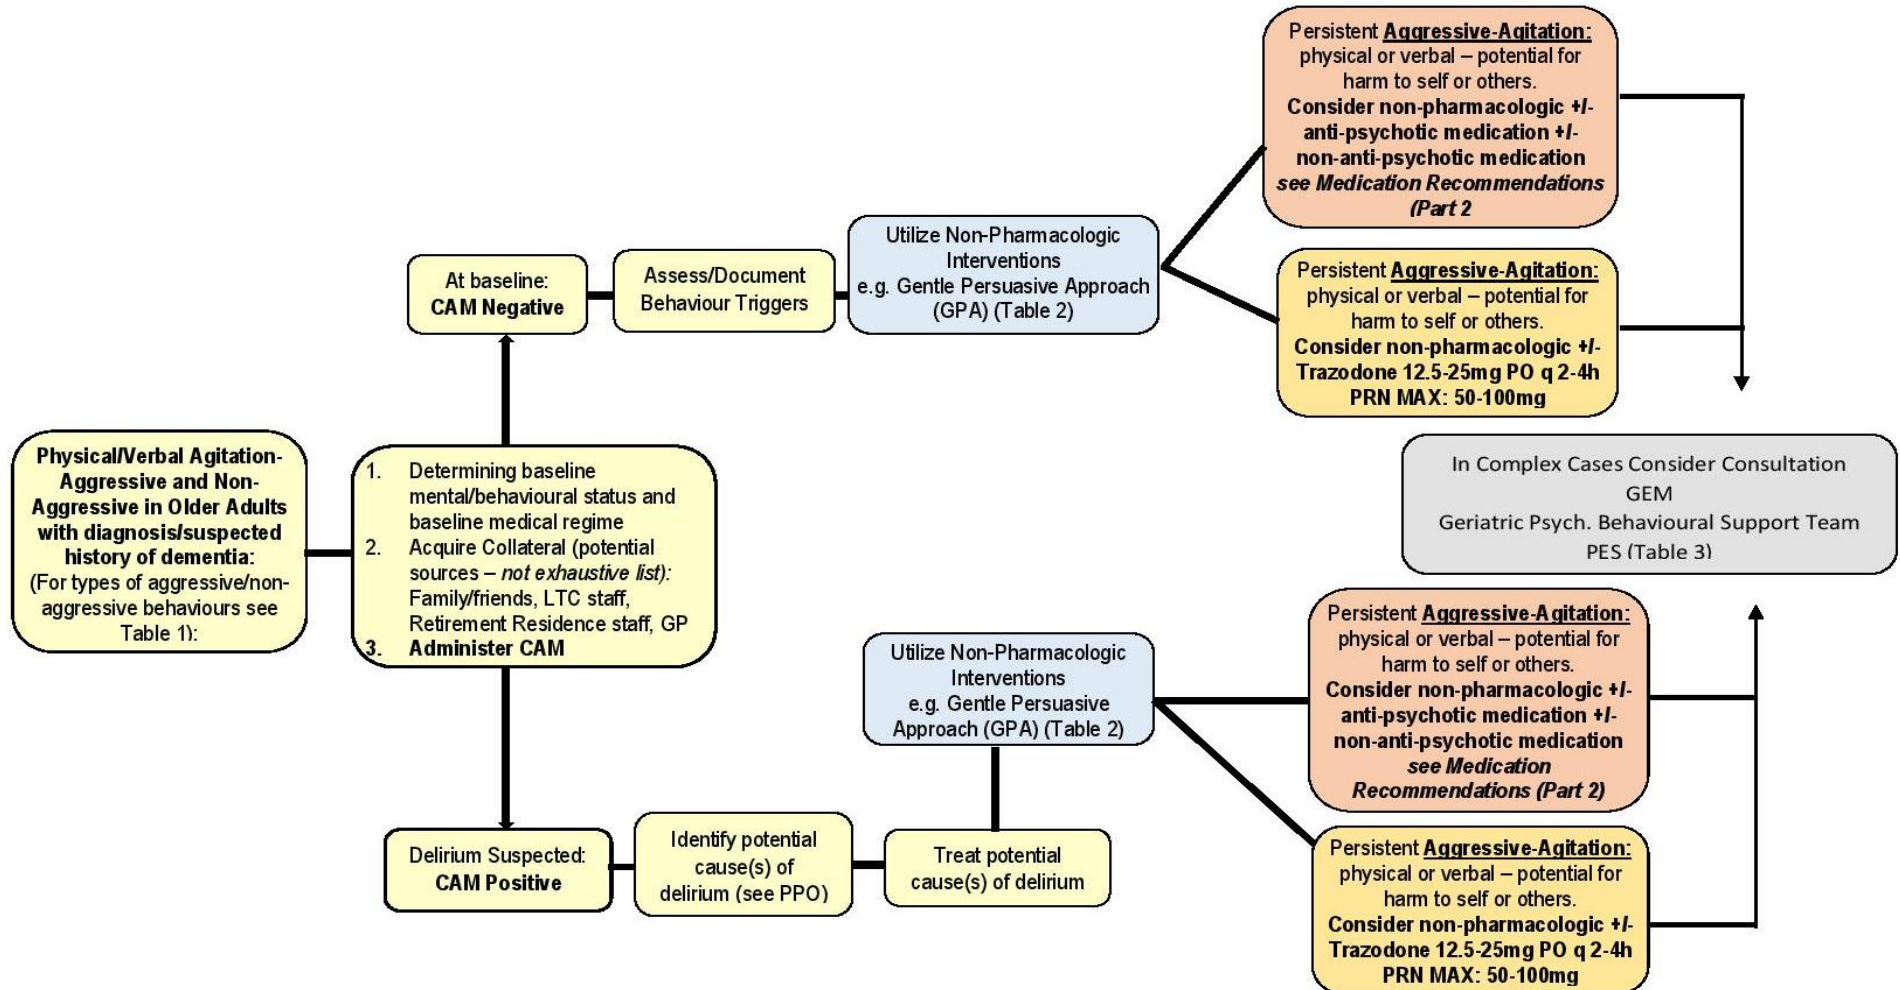 Physical/Verbal Agitation-
Aggressive and Non-
Aggressive in Older Adults
with diagnosis/suspected
history of dementia:
(For types of aggressive/non-
aggressive behaviours see
Table 1):
1. Determining baseline
mental/behavioural status and
baseline medical regime
2. Acquire Collateral (potential
sources – not exhaustive list):
Family/friends, LTC staff,
Retirement Residence staff, GP
3. Administer CAM
At baseline:
CAM Negative
Assess/Document
Behaviour Triggers
Utilize Non-Pharmacologic
Interventions
e.g. Gentle Persuasive Approach
(GPA) (Table 2)
Persistent Aggressive-Agitation:
physical or verbal – potential for
harm to self or others.
Consider non-pharmacologic +/-
anti-psychotic medication +/-
non-anti-psychotic medication
see Medication Recommendations
(Part 2
Persistent Aggressive-Agitation:
physical or verbal – potential for
harm to self or others.
Consider non-pharmacologic +/-
Trazodone 12.5-25mg PO q 2-4h
PRN MAX: 50-100mg
In Complex Cases Consider Consultation
GEM
Geriatric Psych. Behavioural Support Team
PES (Table 3)
Delirium Suspected:
CAM Positive
Identify potential
cause(s) of
delirium (see PPO)
Treat potential
cause(s) of delirium
Utilize Non-Pharmacologic
Interventions
e.g. Gentle Persuasive
Approach (GPA) (Table 2)
Persistent Aggressive-Agitation:
physical or verbal – potential for
harm to self or others.
Consider non-pharmacologic +/-
anti-psychotic medication +/-
non-anti-psychotic medication
see Medication
Recommendations (Part 2)
Persistent Aggressive-Agitation:
physical or verbal – potential for
harm to self or others.
Consider non-pharmacologic +/-
Trazodone 12.5-25mg PO q 2-4h
PRN MAX: 50-100mg